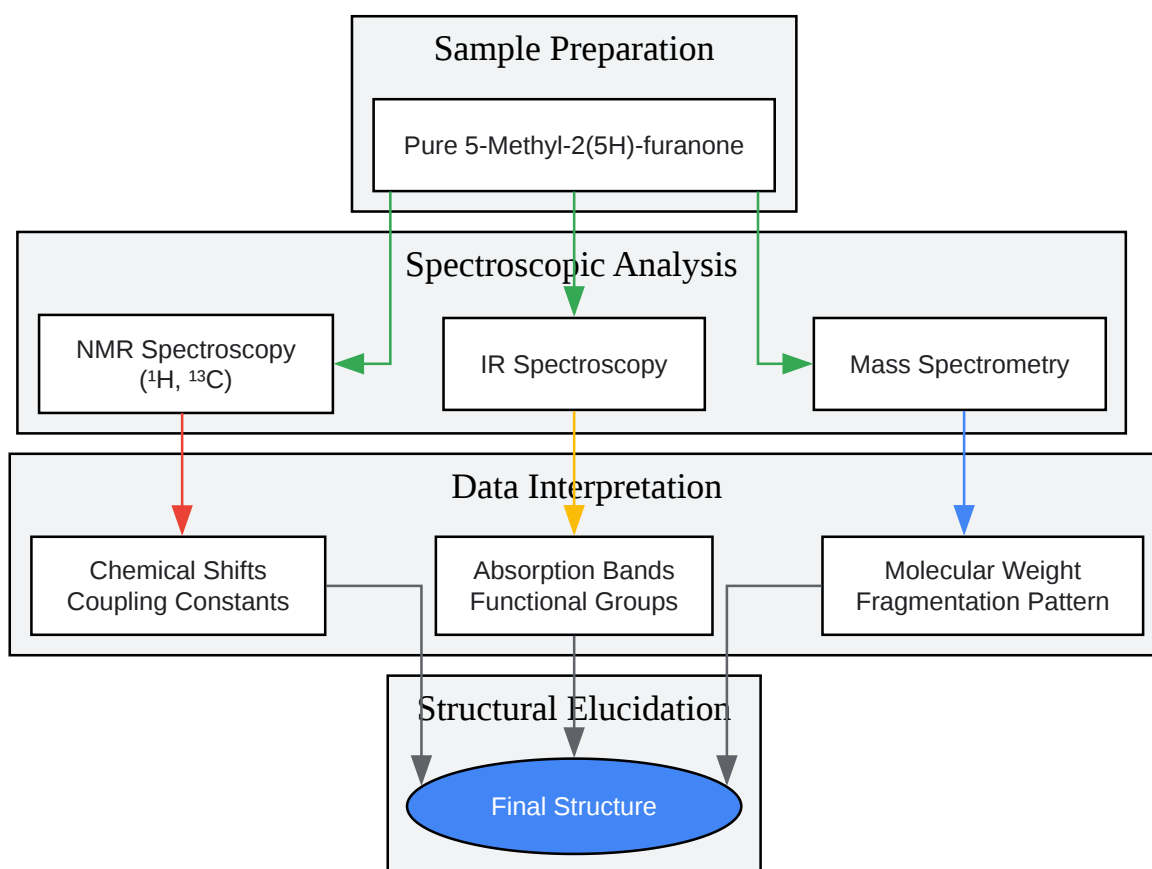 Sample Preparation
Pure 5-Methyl-2(5H)-furanone
Spectroscopic Analysis
NMR Spectroscopy
(¹H, ¹³C)
IR Spectroscopy
Mass Spectrometry
Data Interpretation
Chemical Shifts
Coupling Constants
Absorption Bands
Functional Groups
Molecular Weight
Fragmentation Pattern
Structural Elucidation
Final Structure